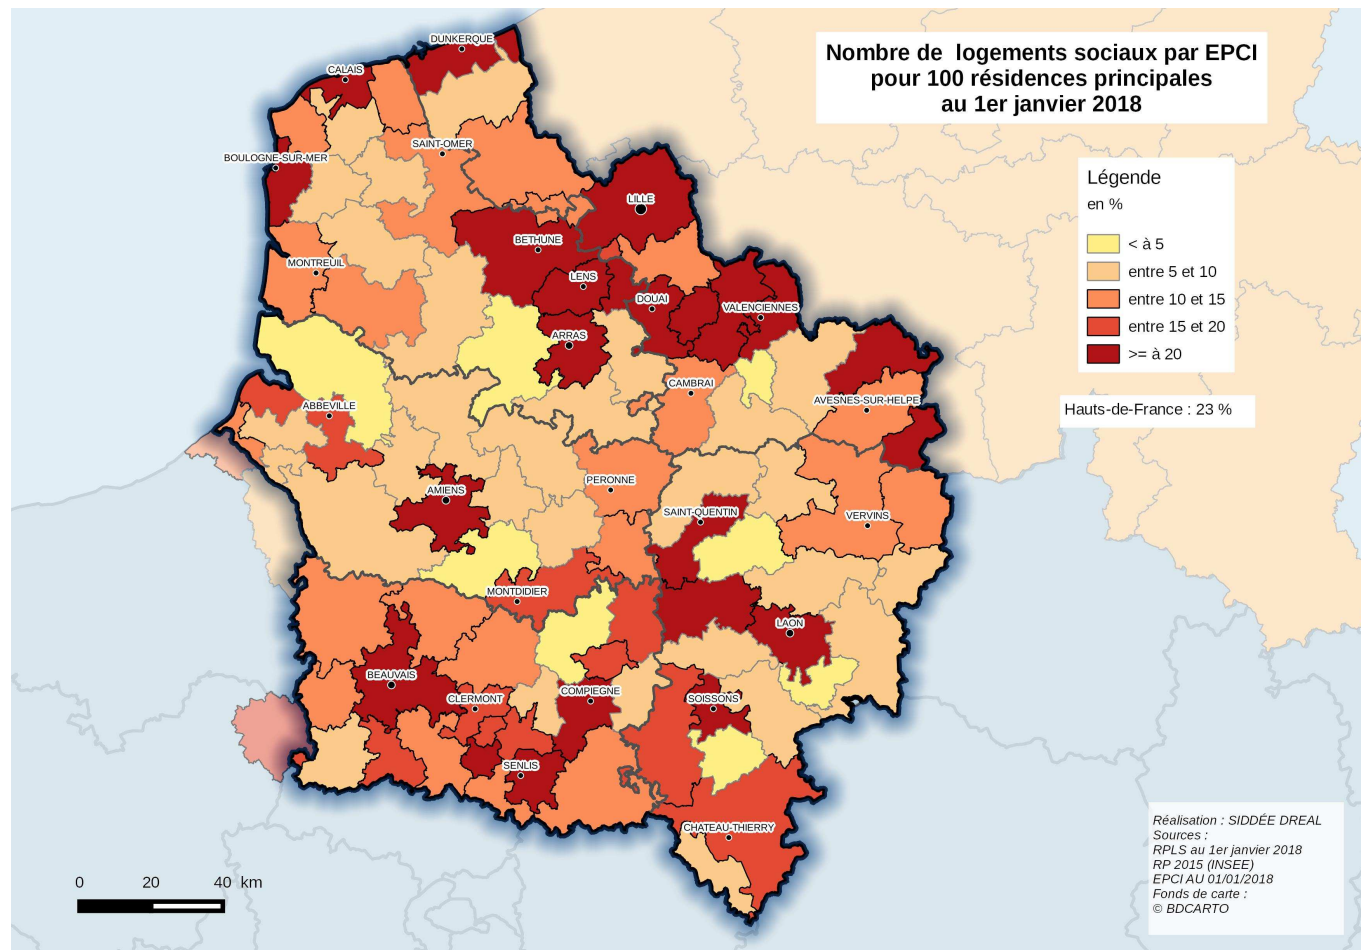 Nombre de logements sociaux par EPCI
pour 100 résidences principales
au 1er janvier 2018
Légende
en %
< à 5
entre 5 et 10
entre 10 et 15
entre 15 et 20
>= à 20
Hauts-de-France : 23 %
DUNKERQUE
CALAIS
SAINT-OMER
BOULOGNE-SUR-MER
LILLE
BETHUNE
MONTREUIL
LENS
DOUAI
VALENCIENNES
ARRAS
CAMBRAI
AVESNES-SUR-HELPE
ABBEVILLE
PERONNE
AMIENS
SAINT-QUENTIN
VERVINS
MONTDIDIER
LAON
BEAUVAIS
CLERMONT
COMPIEGNE
SOISSONS
SENLIS
CHATEAU-THIERRY
0 20 40 km
Réalisation : SIDDÉE DREAL
Sources :
RPLS au 1er janvier 2018
RP 2015 (INSEE)
EPCI AU 01/01/2018
Fonds de carte :
© BDCARTO